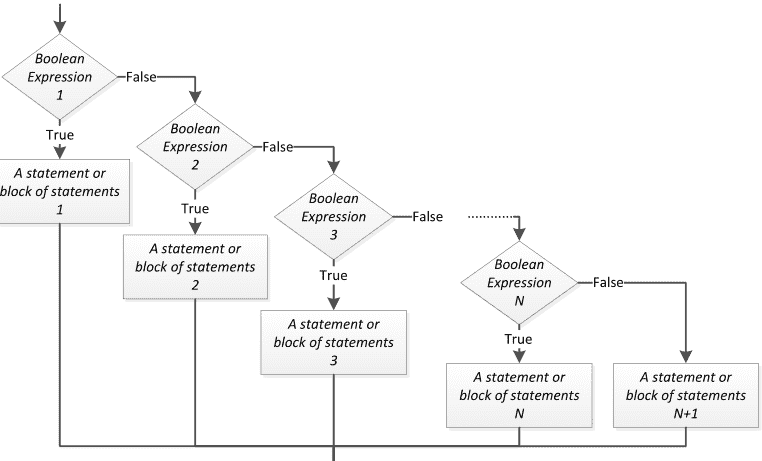 Boolean
Expression
1
False
True
A statement or
block of statements
1
Boolean
Expression
2
False
True
A statement or
block of statements
2
Boolean
Expression
3
False
True
A statement or
block of statements
3
Boolean
Expression
N
False
True
A statement or
block of statements
N
A statement or
block of statements
N+1